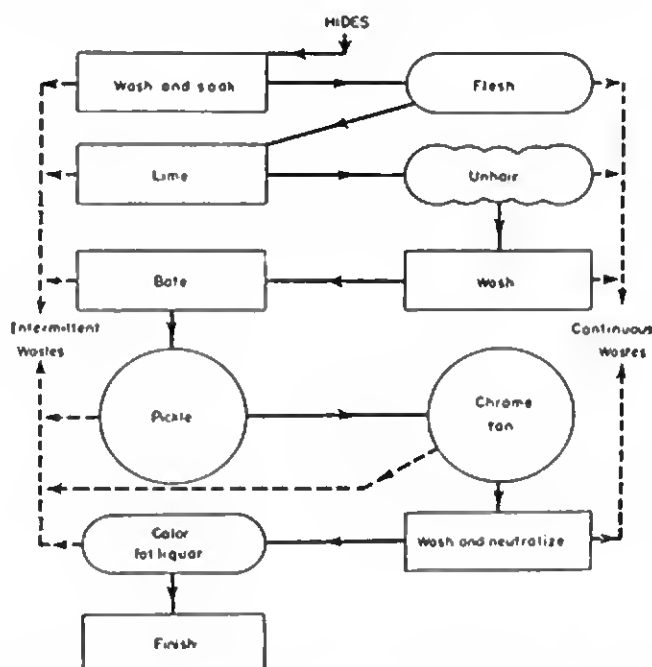 HIDES
Wash and soak
Flesh
Lime
Unhair
Bate
Wash
Intermittent
Wastes
Continuous
Wastes
Pickle
Chrome
tan
Color
fat liquar
Wash and neutralize
Finish